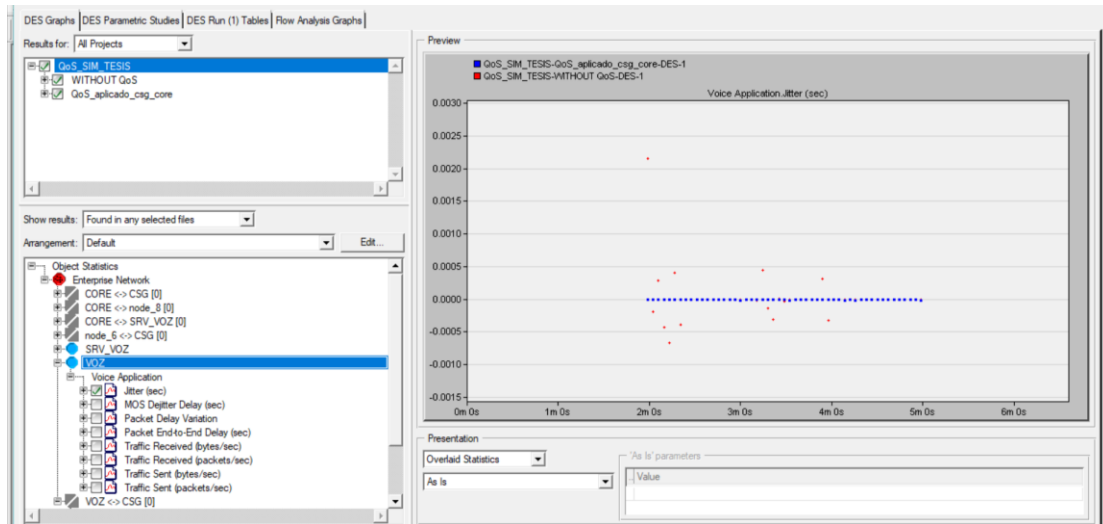 DES Graphs DES Parametric Studies DES Run (1) Tables Flow Analysis Graphs
Results for: All Projects
QoS_SIM_TESIS
WITHOUT QoS
QoS_aplicado_csg_core
Show results: Found in any selected files
Arrangement: Default Edit...
Object Statistics
Enterprise Network
CORE <-> CSG [0]
CORE <-> node_8 [0]
CORE <-> SRV_VOZ [0]
node_6 <-> CSG [0]
SRV_VOZ
VOZ
Voice Application
Jitter (sec)
MOS Dejitter Delay (sec)
Packet Delay Variation
Packet End-to-End Delay (sec)
Traffic Received (bytes/sec)
Traffic Received (packets/sec)
Traffic Sent (bytes/sec)
Traffic Sent (packets/sec)
VOZ <-> CSG [0]
Preview
QoS_SIM_TESIS-QoS_aplicado_csg_core-DES-1
QoS_SIM_TESIS-WITHOUT QoS-DES-1
Voice Application.Jitter (sec)
0.0030
0.0025
0.0020
0.0015
0.0010
0.0005
0.0000
-0.0005
-0.0010
-0.0015
0m 0s 1m 0s 2m 0s 3m 0s 4m 0s 5m 0s 6m 0s
Presentation
Overlaid Statistics
As Is
'As Is' parameters
Value